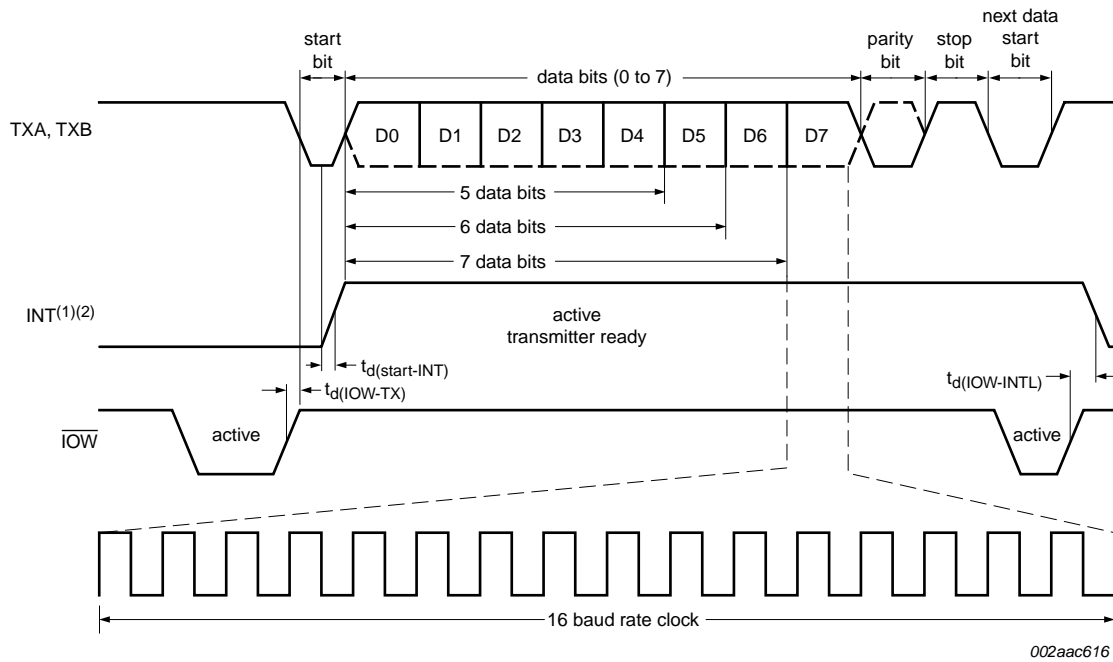 start
bit
data bits (0 to 7)
parity
bit
stop
bit
next data
start
bit
TXA, TXB
D0 D1 D2 D3 D4 D5 D6 D7
5 data bits
6 data bits
7 data bits
INT(1)(2)
active
transmitter ready
td(start-INT)
td(IOW-TX)
td(IOW-INTL)
IOW
active
active
16 baud rate clock
002aac616